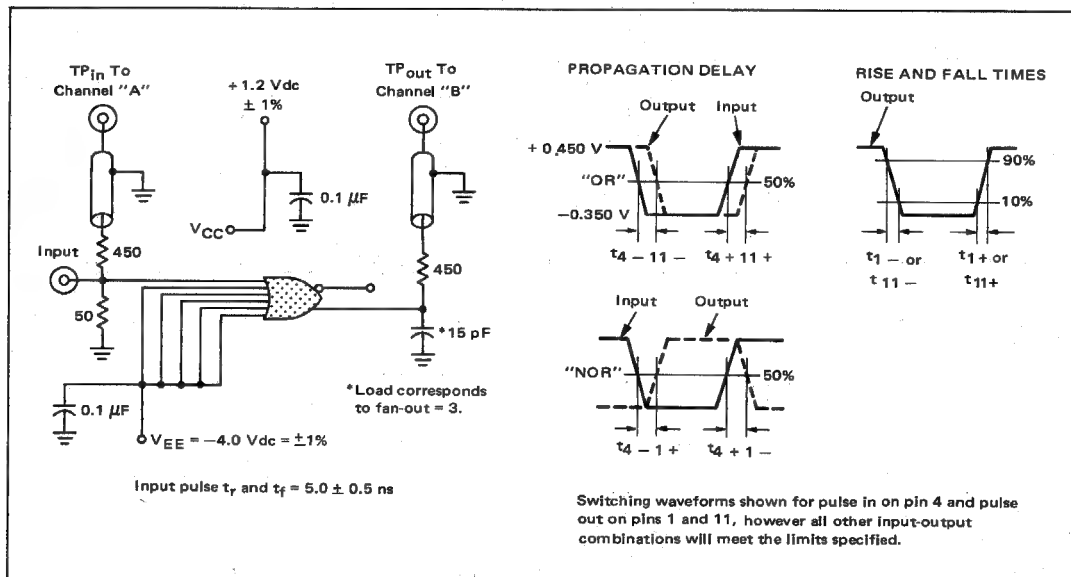 TPin To
Channel "A"
+1.2 Vdc
± 1%
TPout To
Channel "B"
0.1 µF
VCC
Input
450
50
450
*15 pF
*Load corresponds
to fan-out = 3.
0.1 µF
VEE = −4.0 Vdc = ±1%
Input pulse tr and tf = 5.0 ± 0.5 ns
PROPAGATION DELAY
Output
Input
+ 0.450 V
"OR"
50%
−0.350 V
t4 − 11 −
t4 + 11 +
Input
Output
"NOR"
50%
t4 − 1 +
t4 + 1 −
RISE AND FALL TIMES
Output
90%
10%
t1 − or
t11 −
t1+ or
t11+
Switching waveforms shown for pulse in on pin 4 and pulse
out on pins 1 and 11, however all other input-output
combinations will meet the limits specified.